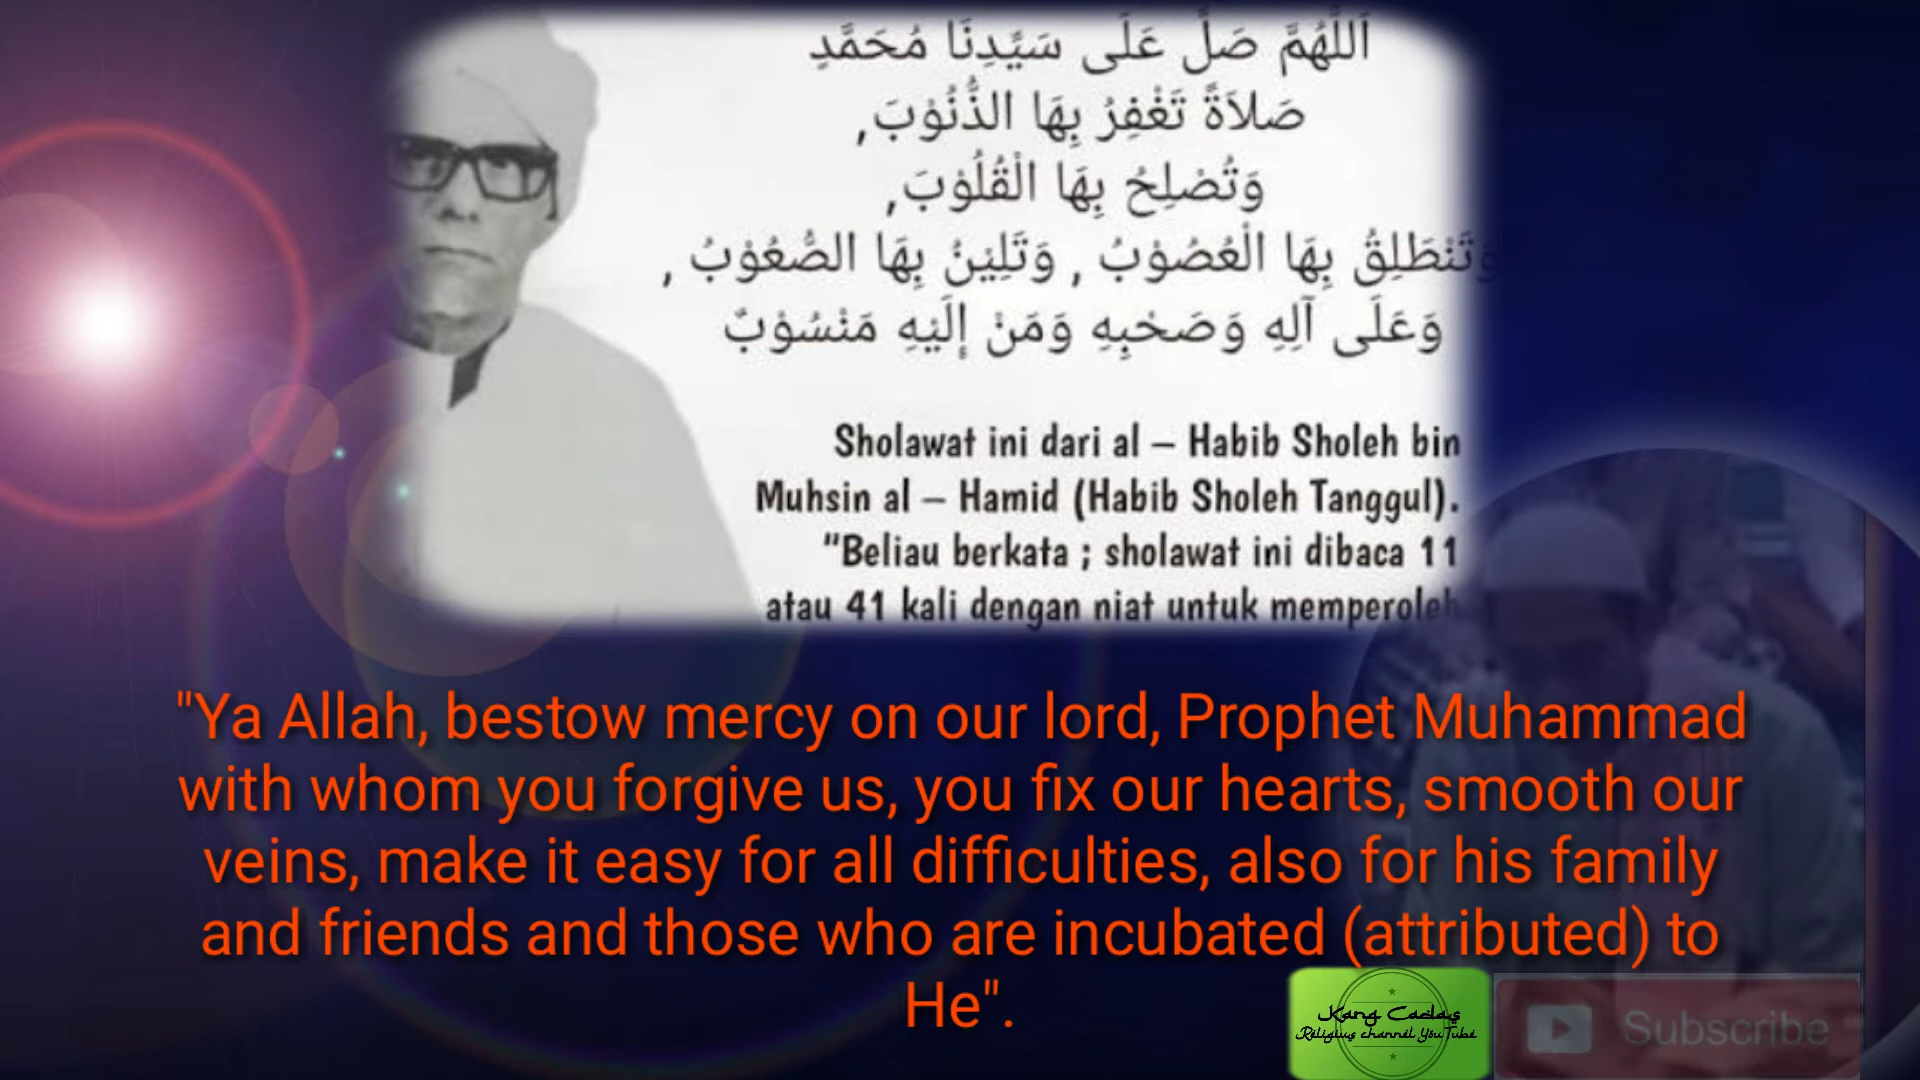 اَللّٰهُمَّ صَلِّ عَلَى سَيِّدِنَا مُحَمَّدٍ
صَلاَةً تَغْفِرُ بِهَا الذُّنُوْبَ,
وَتُصْلِحُ بِهَا الْقُلُوْبَ,
وَتَنْطَلِقُ بِهَا الْعُصُوْبُ , وَتَلِيْنُ بِهَا الصُّعُوْبُ ,
وَعَلَى آلِهِ وَصَحْبِهِ وَمَنْ إِلَيْهِ مَنْسُوْبٌ
Sholawat ini dari al – Habib Sholeh bin
Muhsin al – Hamid (Habib Sholeh Tanggul).
"Beliau berkata ; sholawat ini dibaca 11
atau 41 kali dengan niat untuk memperoleh
"Ya Allah, bestow mercy on our lord, Prophet Muhammad
with whom you forgive us, you fix our hearts, smooth our
veins, make it easy for all difficulties, also for his family
and friends and those who are incubated (attributed) to
He".
Kang Cadas
Religius channel YouTube
Subscribe